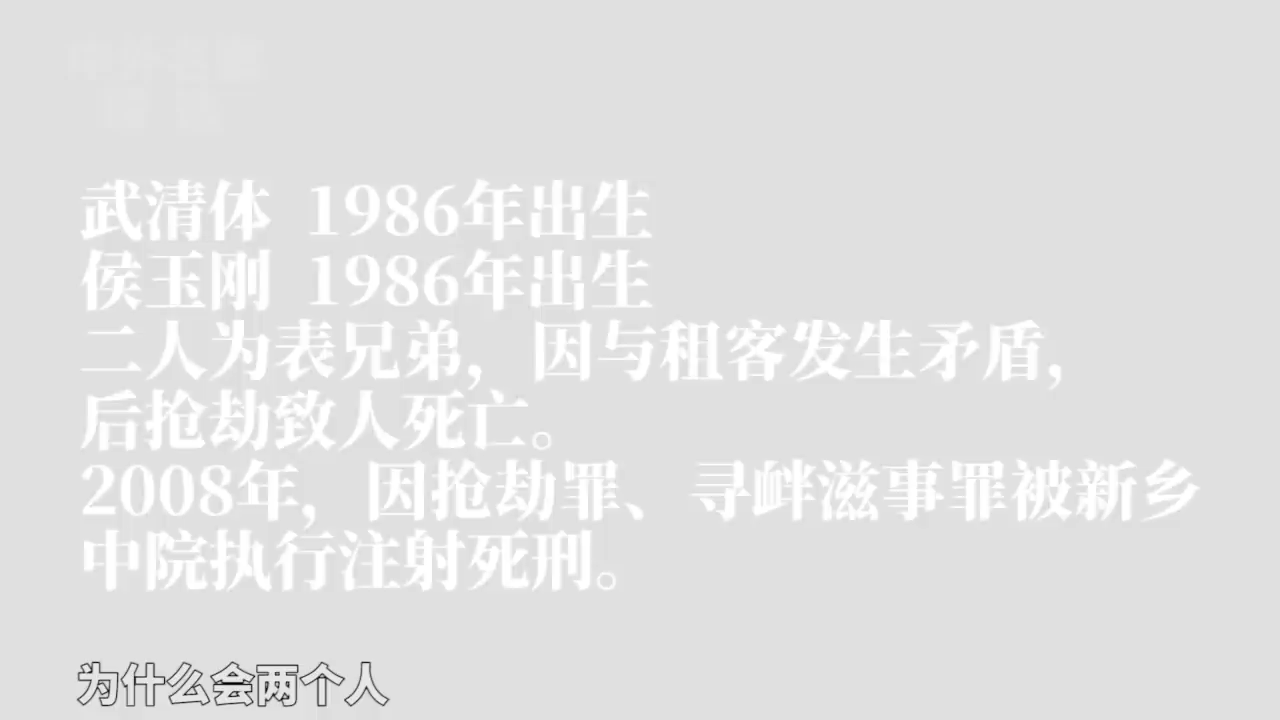 武清体 1986年出生
侯玉刚 1986年出生
二人为表兄弟，因与租客发生矛盾，
后抢劫致人死亡。
2008年，因抢劫罪、寻衅滋事罪被新乡
中院执行注射死刑。
为什么会两个人